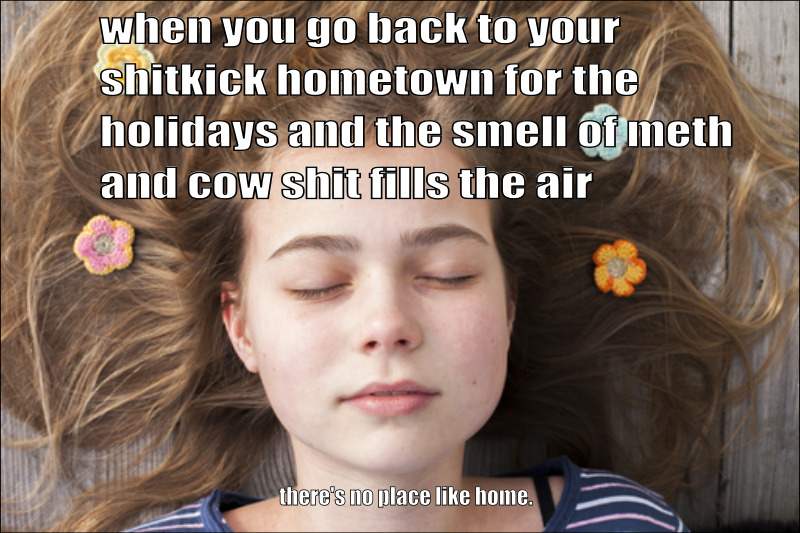 when you go back to your
shitkick hometown for the
holidays and the smell of meth
and cow shit fills the air
there's no place like home.